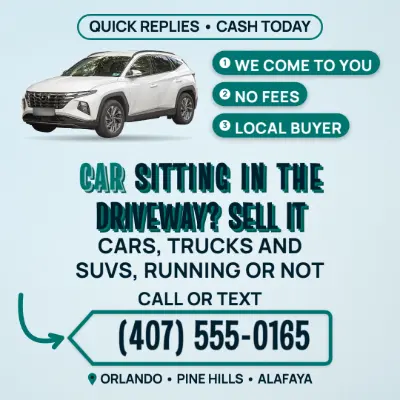 QUICK REPLIES • CASH TODAY
1 WE COME TO YOU
2 NO FEES
3 LOCAL BUYER
CAR SITTING IN THE
DRIVEWAY? SELL IT
CARS, TRUCKS AND
SUVS, RUNNING OR NOT
CALL OR TEXT
(407) 555-0165
ORLANDO • PINE HILLS • ALAFAYA